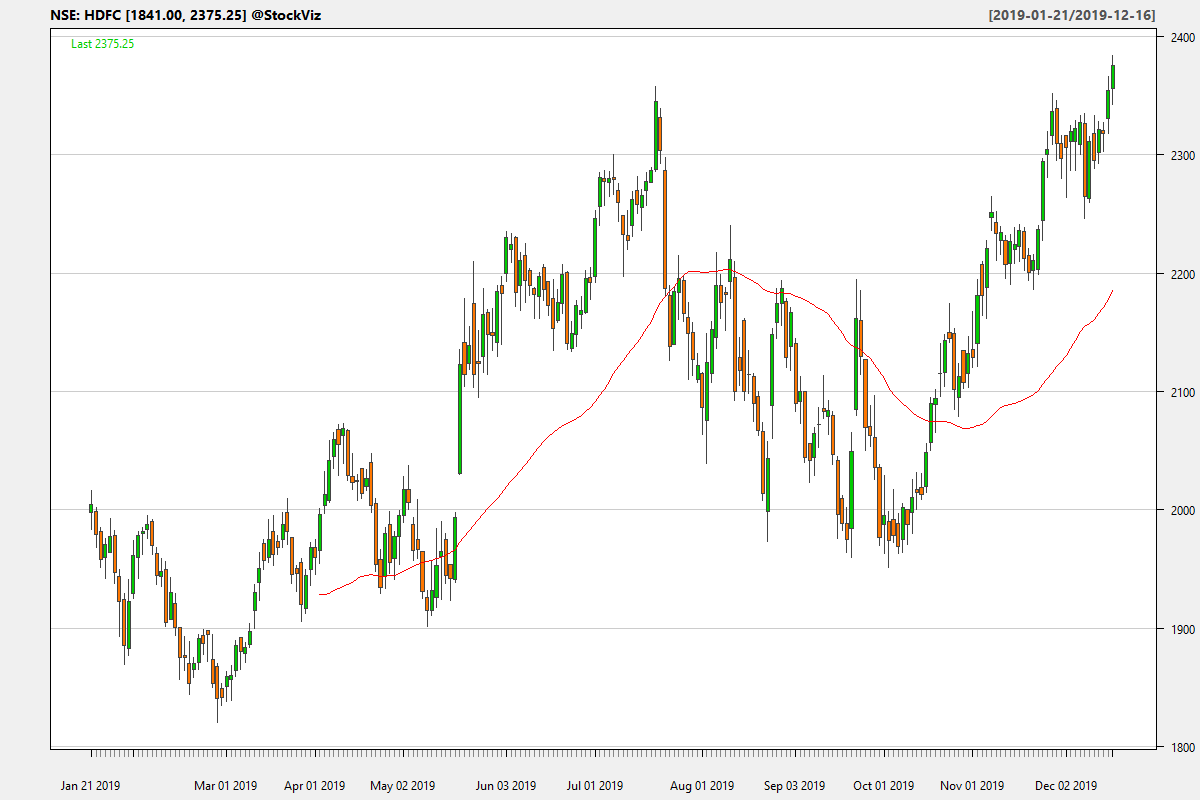 NSE: HDFC [1841.00, 2375.25] @StockViz
[2019-01-21/2019-12-16]
Last 2375.25
2400
2300
2200
2100
2000
1900
1800
Jan 21 2019 Mar 01 2019 Apr 01 2019 May 02 2019 Jun 03 2019 Jul 01 2019 Aug 01 2019 Sep 03 2019 Oct 01 2019 Nov 01 2019 Dec 02 2019